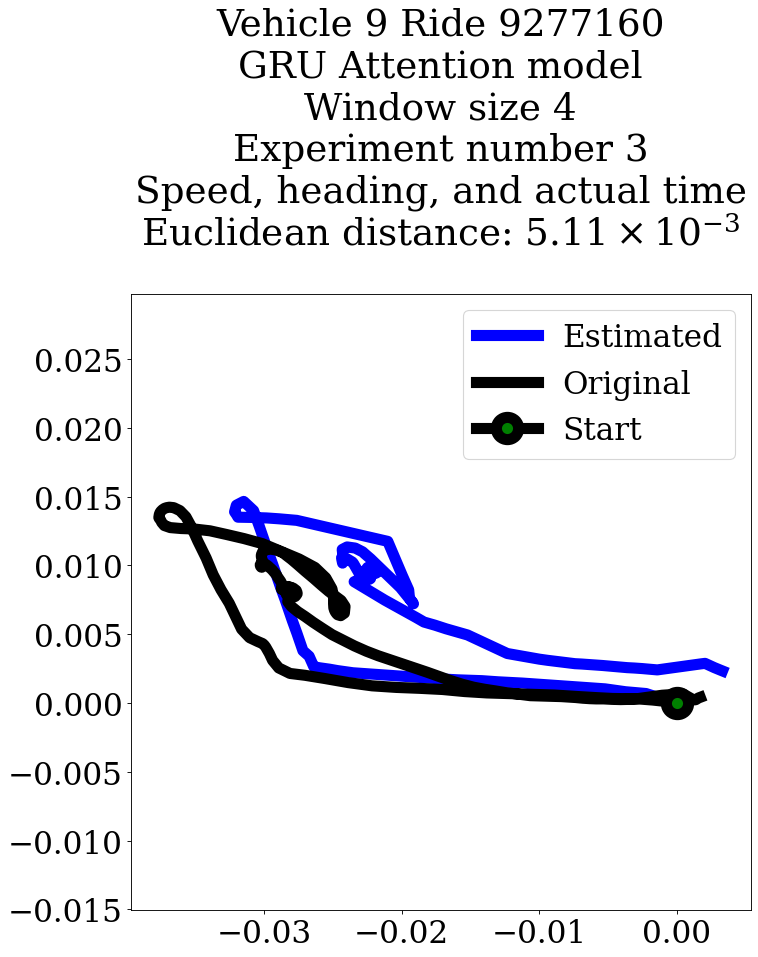 Vehicle 9 Ride 9277160
GRU Attention model
Window size 4
Experiment number 3
Speed, heading, and actual time
Euclidean distance: 5.11 × 10⁻³
Estimated
Original
Start
0.025
0.020
0.015
0.010
0.005
0.000
−0.005
−0.010
−0.015
−0.03 −0.02 −0.01 0.00